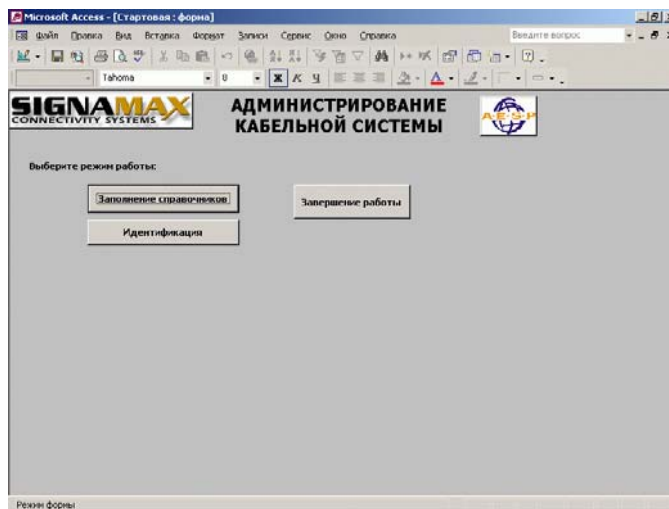 Microsoft Access - [Стартовая : форма]
Файл Правка Вид Вставка Формат Записи Сервис Окно Справка Введите вопрос
Tahoma 8 Ж К Ч
SIGNAMAX
CONNECTIVITY SYSTEMS
АДМИНИСТРИРОВАНИЕ
КАБЕЛЬНОЙ СИСТЕМЫ
A·E·S·P
Выберите режим работы:
Заполнение справочников
Завершение работы
Идентификация
Режим формы